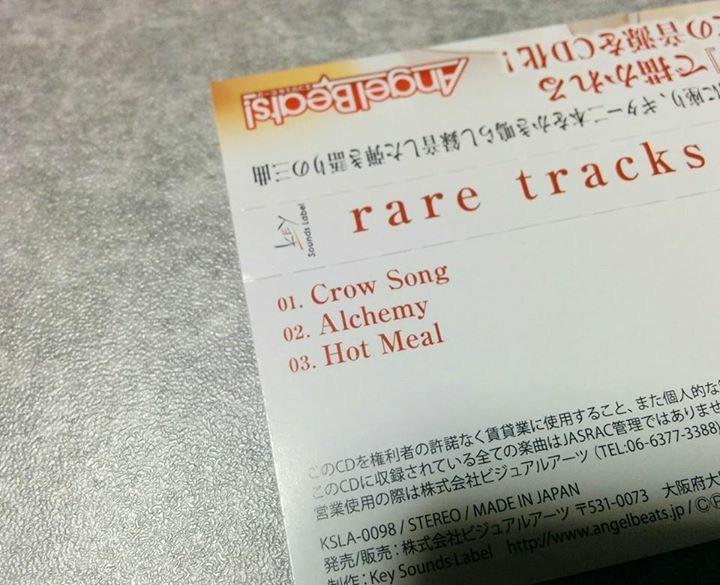 の音源をCD化!
』で描かれる
AngelBeats!
に座り、ギター二本をかき鳴らし録音した弾き語りの三曲
Key
Sounds Label
rare tracks
01. Crow Song
02. Alchemy
03. Hot Meal
このCDを権利者の許諾なく賃貸業に使用すること、また個人的な
このCDに収録されている全ての楽曲はJASRAC管理ではありませ
営業使用の際は株式会社ビジュアルアーツ (TEL:06-6377-3388)
KSLA-0098 / STEREO / MADE IN JAPAN
発売/販売:株式会社ビジュアルアーツ 〒531-0073 大阪府大
制作:Key Sounds Label http://www.angelbeats.jp / ©